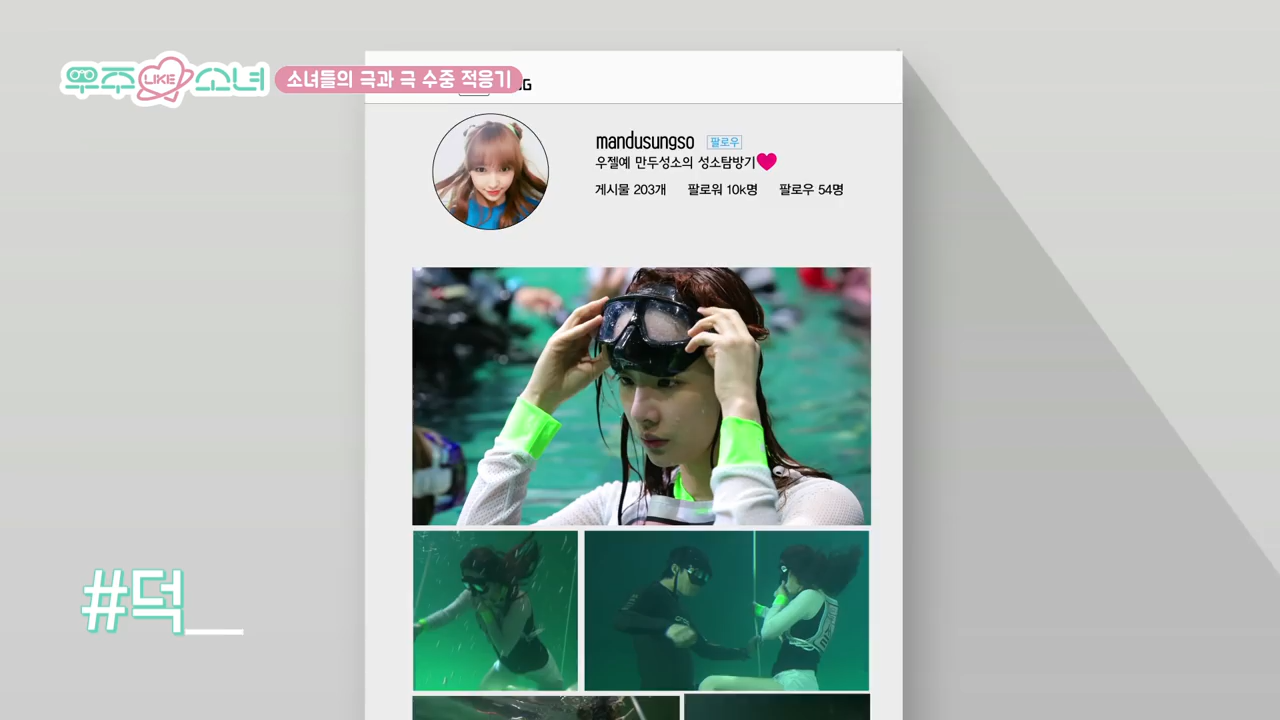 우주 LIKE 소녀
소녀들의 극과 극 수중 적응기
mandusungso 팔로우
우젤예 만두성소의 성소탐방기
게시물 203개 팔로워 10k명 팔로우 54명
#덕_